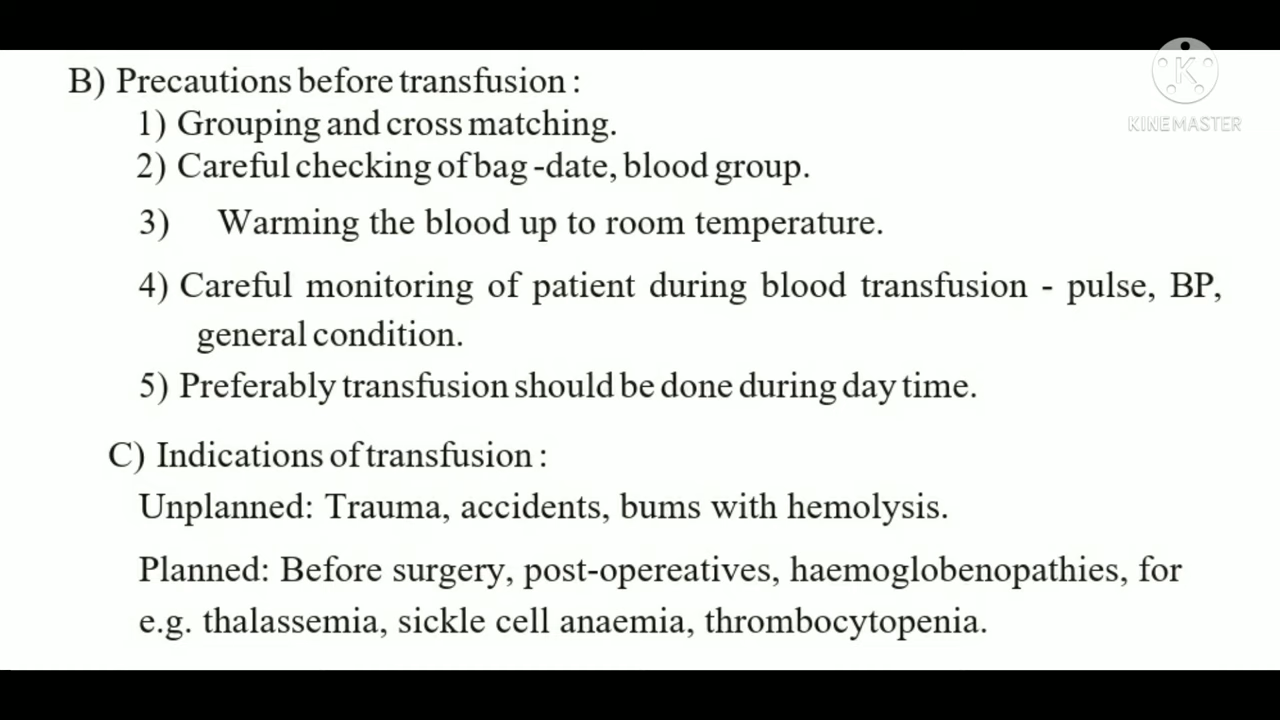 B) Precautions before transfusion :
1) Grouping and cross matching.
2) Careful checking of bag -date, blood group.
3) Warming the blood up to room temperature.
4) Careful monitoring of patient during blood transfusion - pulse, BP,
general condition.
5) Preferably transfusion should be done during day time.
C) Indications of transfusion :
Unplanned: Trauma, accidents, bums with hemolysis.
Planned: Before surgery, post-opereatives, haemoglobenopathies, for
e.g. thalassemia, sickle cell anaemia, thrombocytopenia.
K
KINEMASTER